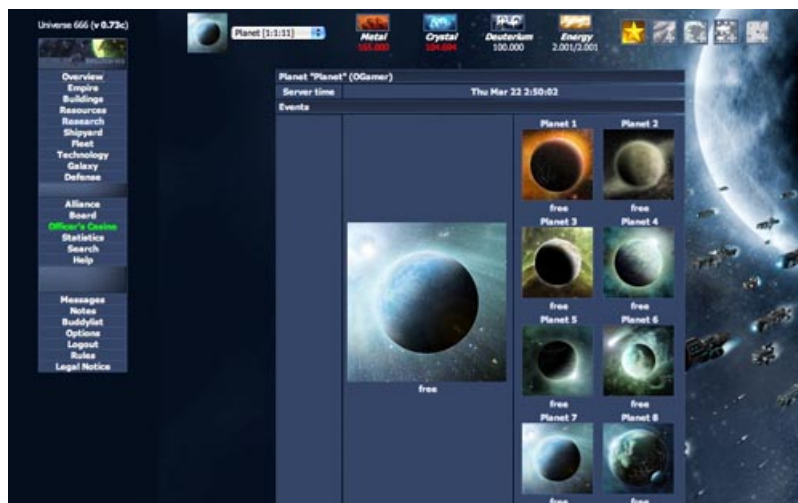 Universe 666 (v 0.73c)
Planet [1:1:11]
Metal
Crystal
Deuterium
Energy
155.000
104.604
100.000
2.001/2.001
Overview
Empire
Buildings
Resources
Research
Shipyard
Fleet
Technology
Galaxy
Defense
Alliance
Board
Officer's Casino
Statistics
Search
Help
Messages
Notes
Buddylist
Options
Logout
Rules
Legal Notice
Planet "Planet" (OGamer)
Server time
Thu Mar 22 2:50:02
Events
free
Planet 1
Planet 2
free
free
Planet 3
Planet 4
free
free
Planet 5
Planet 6
free
free
Planet 7
Planet 8
free
free